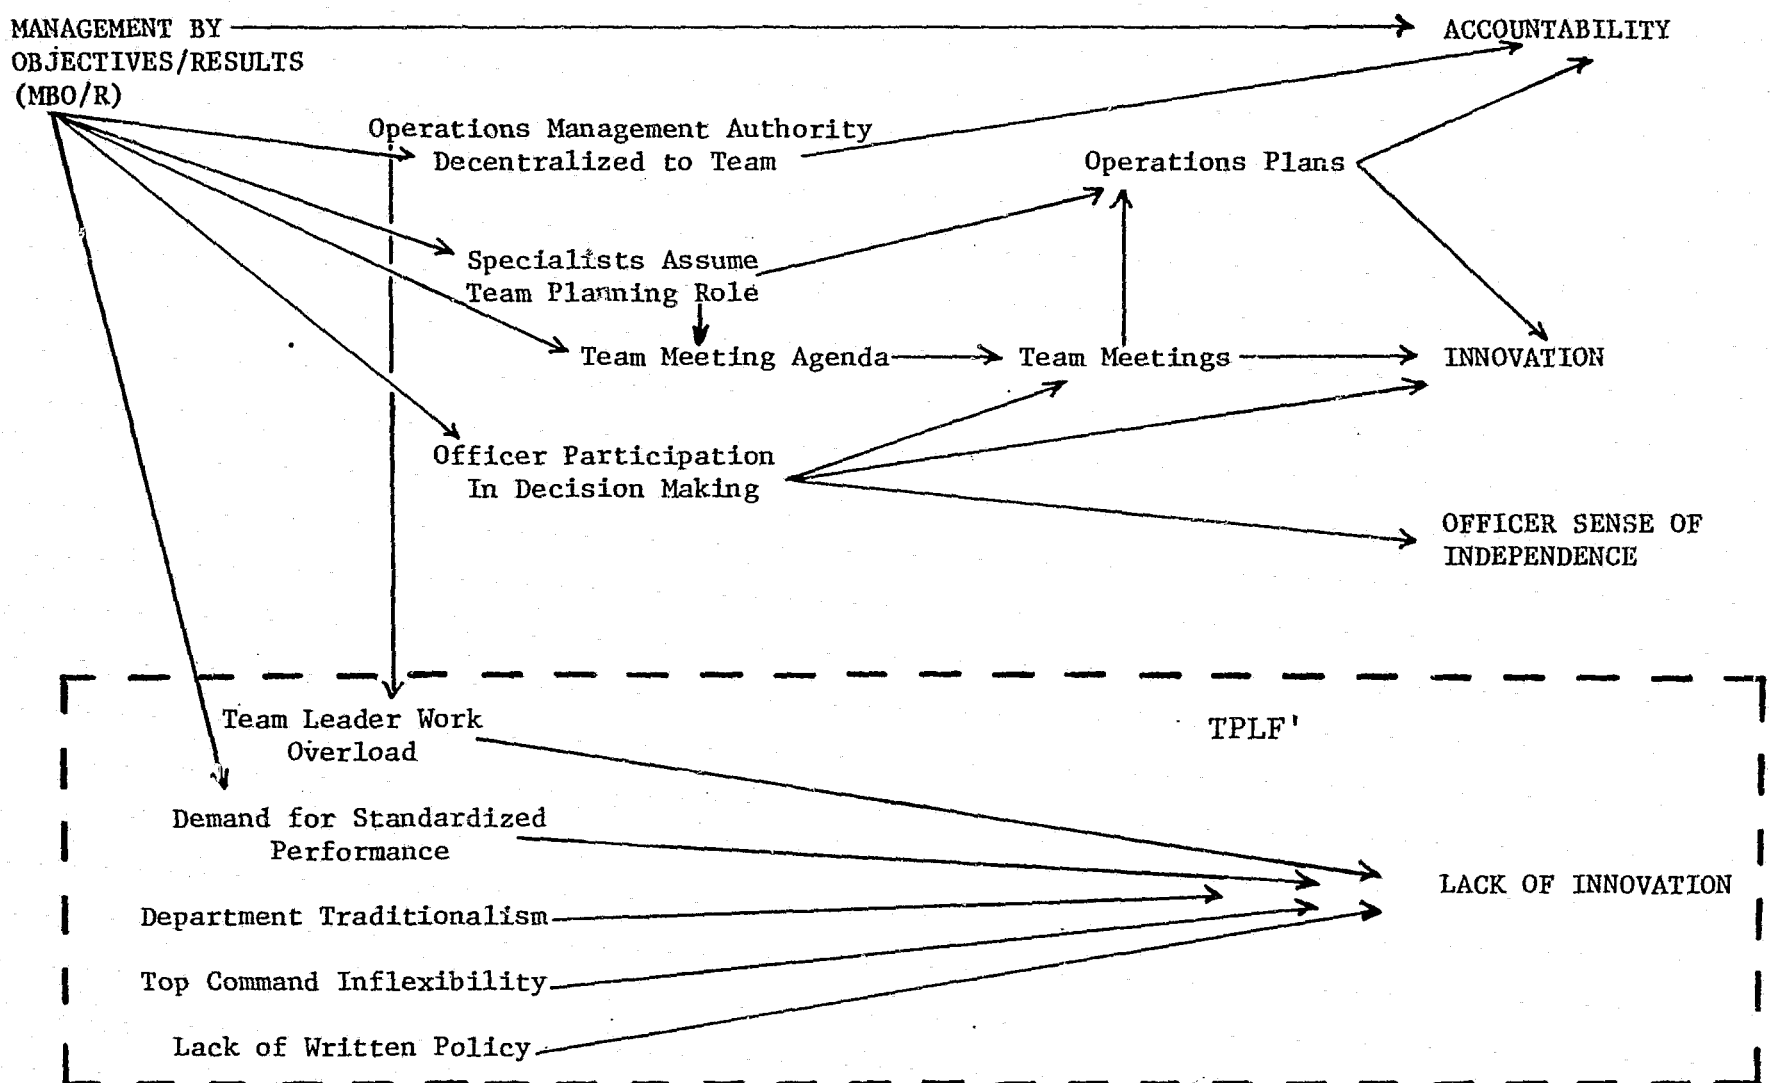 MANAGEMENT BY
OBJECTIVES/RESULTS
(MBO/R)
ACCOUNTABILITY
Operations Management Authority
Decentralized to Team
Operations Plans
Specialists Assume
Team Planning Role
Team Meeting Agenda
Team Meetings
INNOVATION
Officer Participation
In Decision Making
OFFICER SENSE OF
INDEPENDENCE
TPLF'
Team Leader Work
Overload
Demand for Standardized
Performance
LACK OF INNOVATION
Department Traditionalism
Top Command Inflexibility
Lack of Written Policy